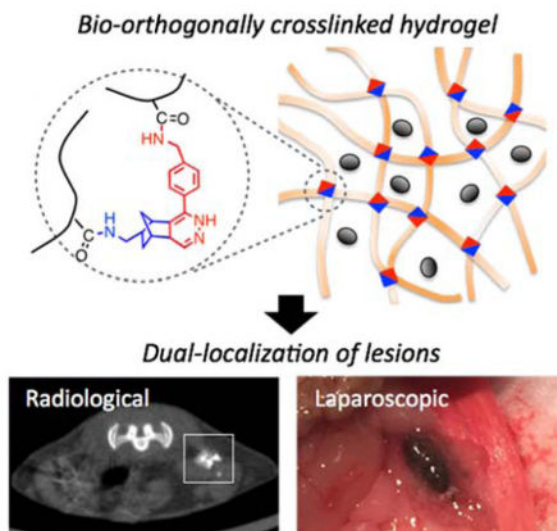 Bio-orthogonally crosslinked hydrogel
C=O
HN
H
N
C
O
NH
N
Dual-localization of lesions
Radiological
Laparoscopic